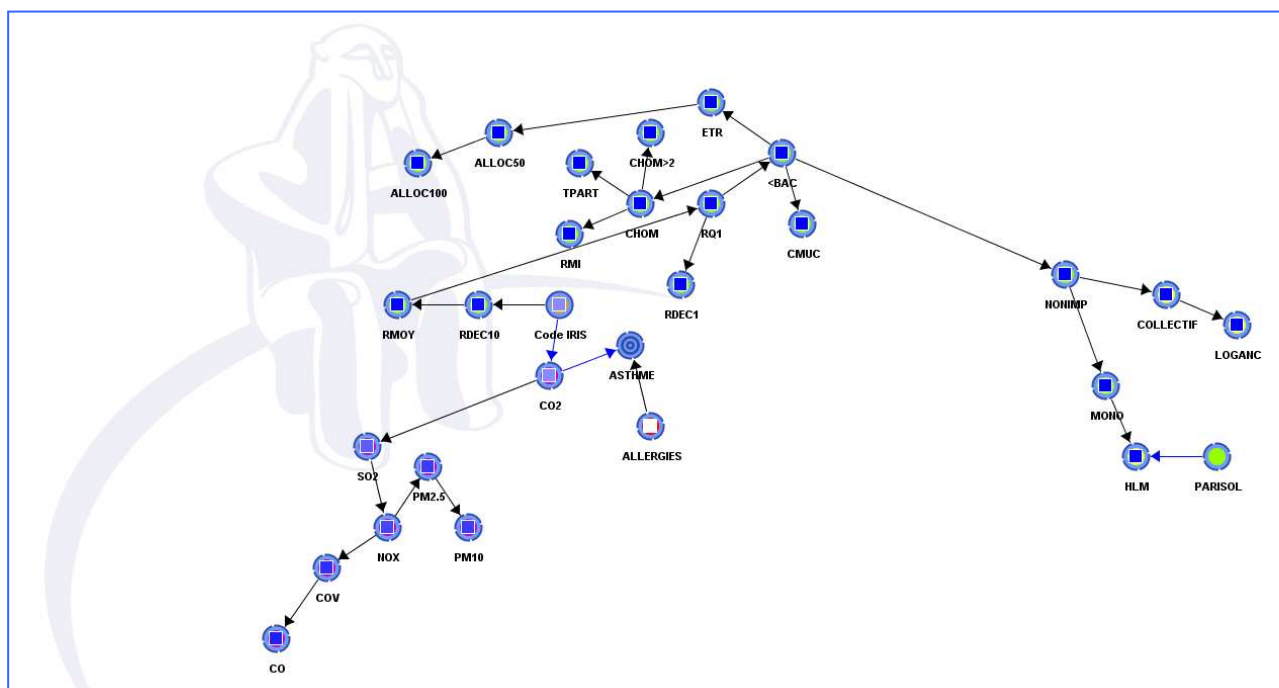 ETR
ALLOC50
CHOM>2
ALLOC100
TPART
<BAC
CHOM
RQ1
RMI
CMUC
RDEC1
NONIMP
COLLECTIF
RMOY
RDEC10
Code IRIS
LOGANC
ASTHME
CO2
MONO
ALLERGIES
SO2
HLM
PARISOL
PM2.5
NOX
PM10
COV
CO